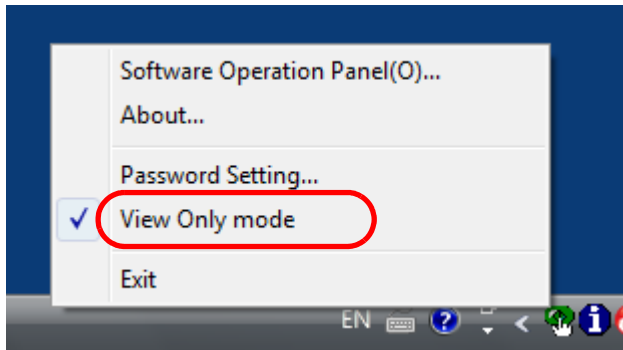 Software Operation Panel(O)...
About...
Password Setting...
View Only mode
Exit
EN